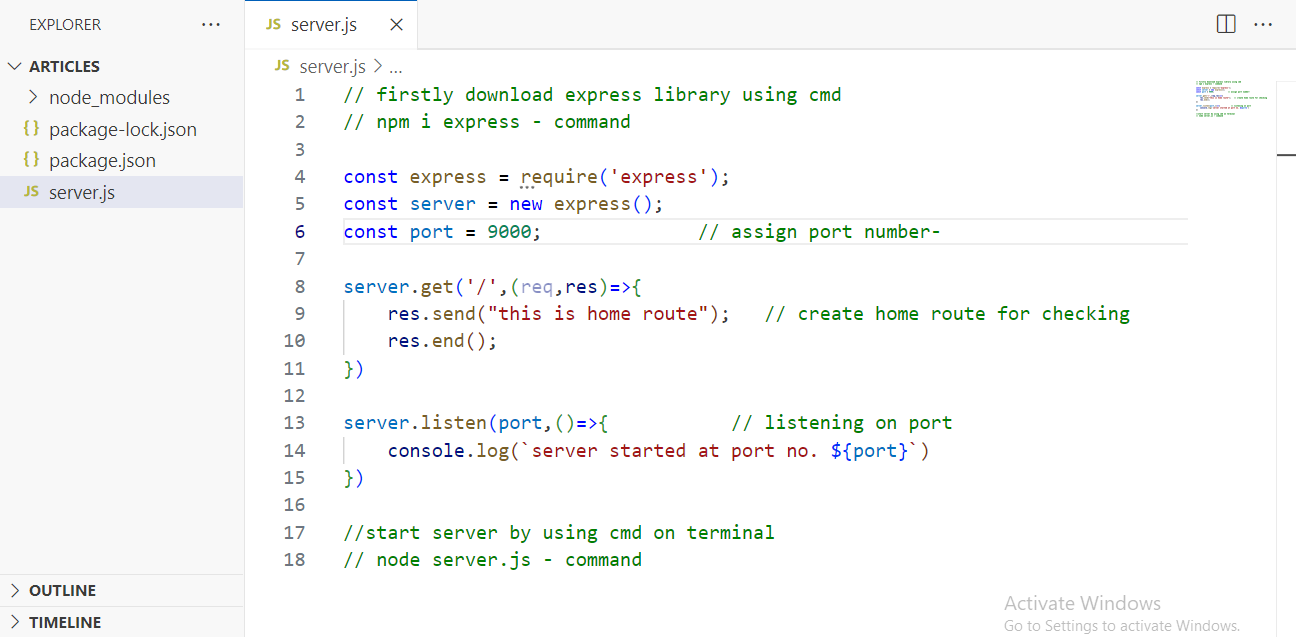 EXPLORER ···
JS server.js ×
···
ARTICLES
node_modules
{} package-lock.json
{} package.json
JS server.js
JS server.js > ...
1 // firstly download express library using cmd
2 // npm i express - command
3
4 const express = require('express');
5 const server = new express();
6 const port = 9000; // assign port number-
7
8 server.get('/',(req,res)=>{
9 res.send("this is home route"); // create home route for checking
10 res.end();
11 })
12
13 server.listen(port,()=>{ // listening on port
14 console.log(`server started at port no. ${port}`)
15 })
16
17 //start server by using cmd on terminal
18 // node server.js - command
OUTLINE
TIMELINE
Activate Windows
Go to Settings to activate Windows.